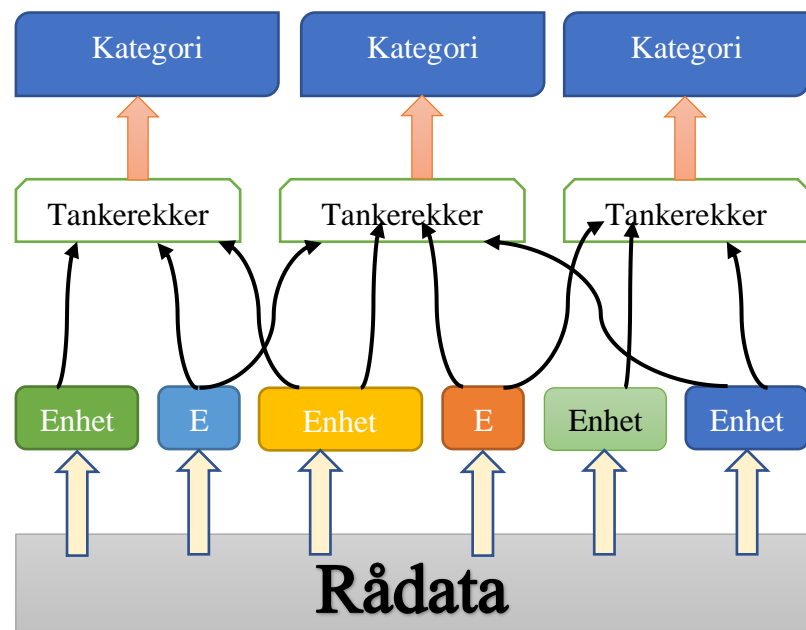 Kategori
Kategori
Kategori
Tankerekker
Tankerekker
Tankerekker
Enhet
E
Enhet
E
Enhet
Enhet
Rådata